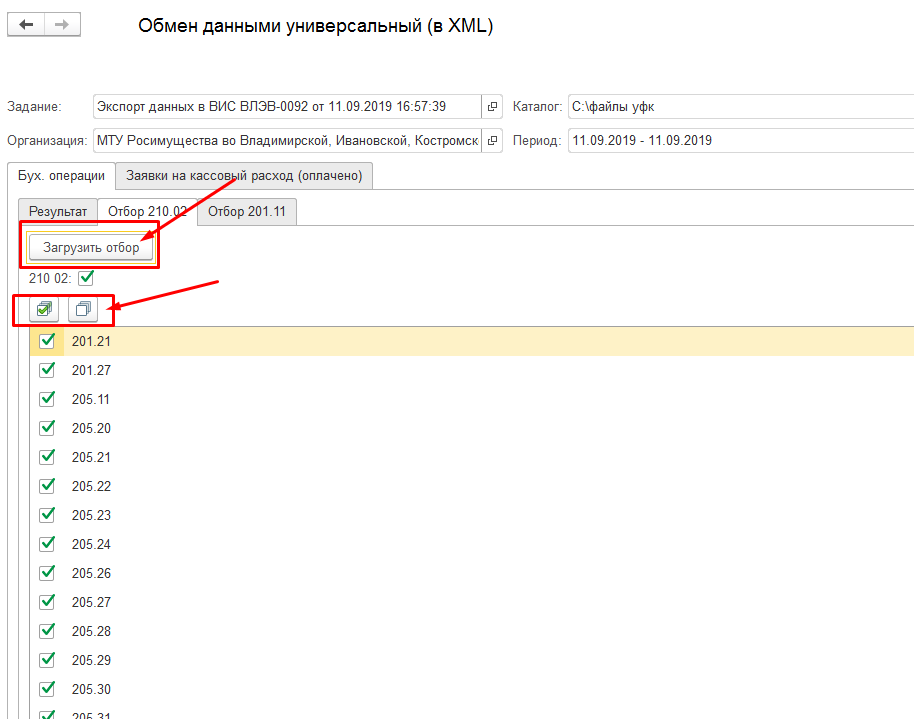 Обмен данными универсальный (в XML)
Задание: Экспорт данных в ВИС ВЛЭВ-0092 от 11.09.2019 16:57:39 Каталог: C:\файлы уфк
Организация: МТУ Росимущества во Владимирской, Ивановской, Костромск Период: 11.09.2019 - 11.09.2019
Бух. операции Заявки на кассовый расход (оплачено)
Результат Отбор 210.02 Отбор 201.11
Загрузить отбор
210 02:
201.21
201.27
205.11
205.20
205.21
205.22
205.23
205.24
205.26
205.27
205.28
205.29
205.30
205.31